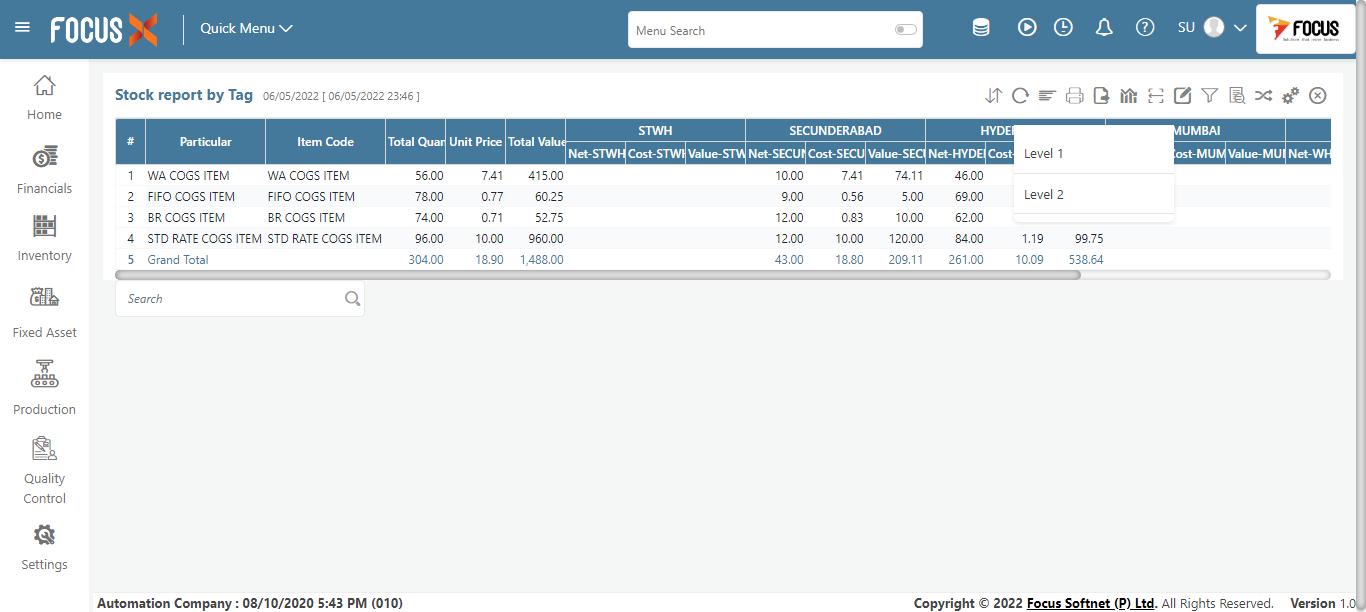 FOCUS X
Quick Menu
Menu Search
SU
FOCUS
Home
Financials
Inventory
Fixed Asset
Production
Quality
Control
Settings
Stock report by Tag 06/05/2022 [ 06/05/2022 23:46 ]
# Particular Item Code Total Quan Unit Price Total Value STWH SECUNDERABAD HYDE MUMBAI
Net-STWH Cost-STWH Value-STW Net-SECUN Cost-SECU Value-SECU Net-HYDE Cost- Cost-MUM Value-MU Net-WH
Level 1
Level 2
1 WA COGS ITEM WA COGS ITEM 56.00 7.41 415.00 10.00 7.41 74.11 46.00
2 FIFO COGS ITEM FIFO COGS ITEM 78.00 0.77 60.25 9.00 0.56 5.00 69.00
3 BR COGS ITEM BR COGS ITEM 74.00 0.71 52.75 12.00 0.83 10.00 62.00
4 STD RATE COGS ITEM STD RATE COGS ITEM 96.00 10.00 960.00 12.00 10.00 120.00 84.00 1.19 99.75
5 Grand Total 304.00 18.90 1,488.00 43.00 18.80 209.11 261.00 10.09 538.64
Search
Automation Company : 08/10/2020 5:43 PM (010)
Copyright © 2022 Focus Softnet (P) Ltd. All Rights Reserved. Version 1.0